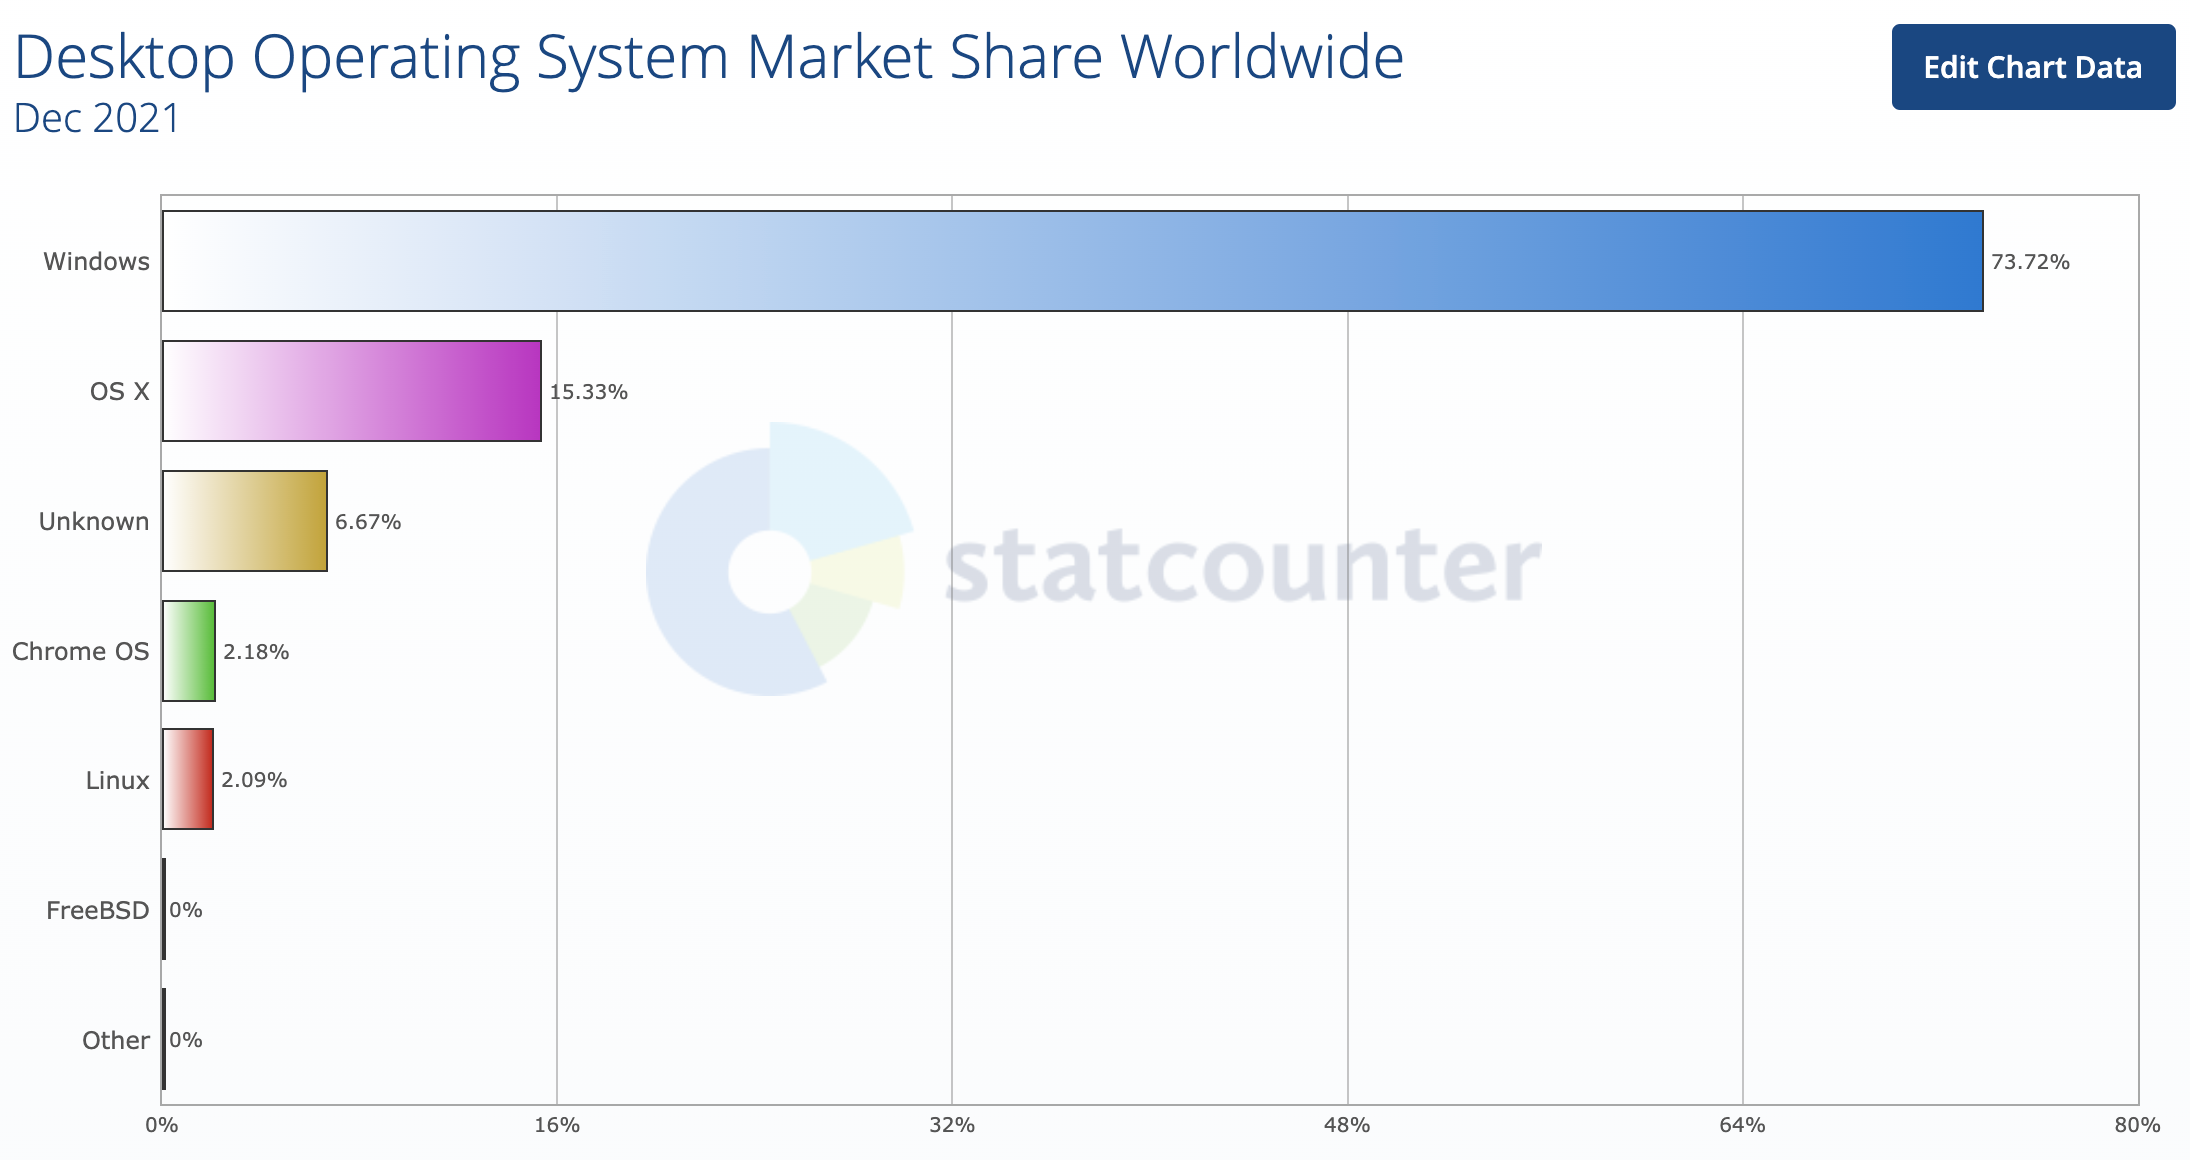 Desktop Operating System Market Share Worldwide
Edit Chart Data
Dec 2021
Windows
73.72%
OS X
15.33%
Unknown
6.67%
statcounter
Chrome OS
2.18%
Linux
2.09%
FreeBSD
0%
Other
0%
0% 16% 32% 48% 64% 80%